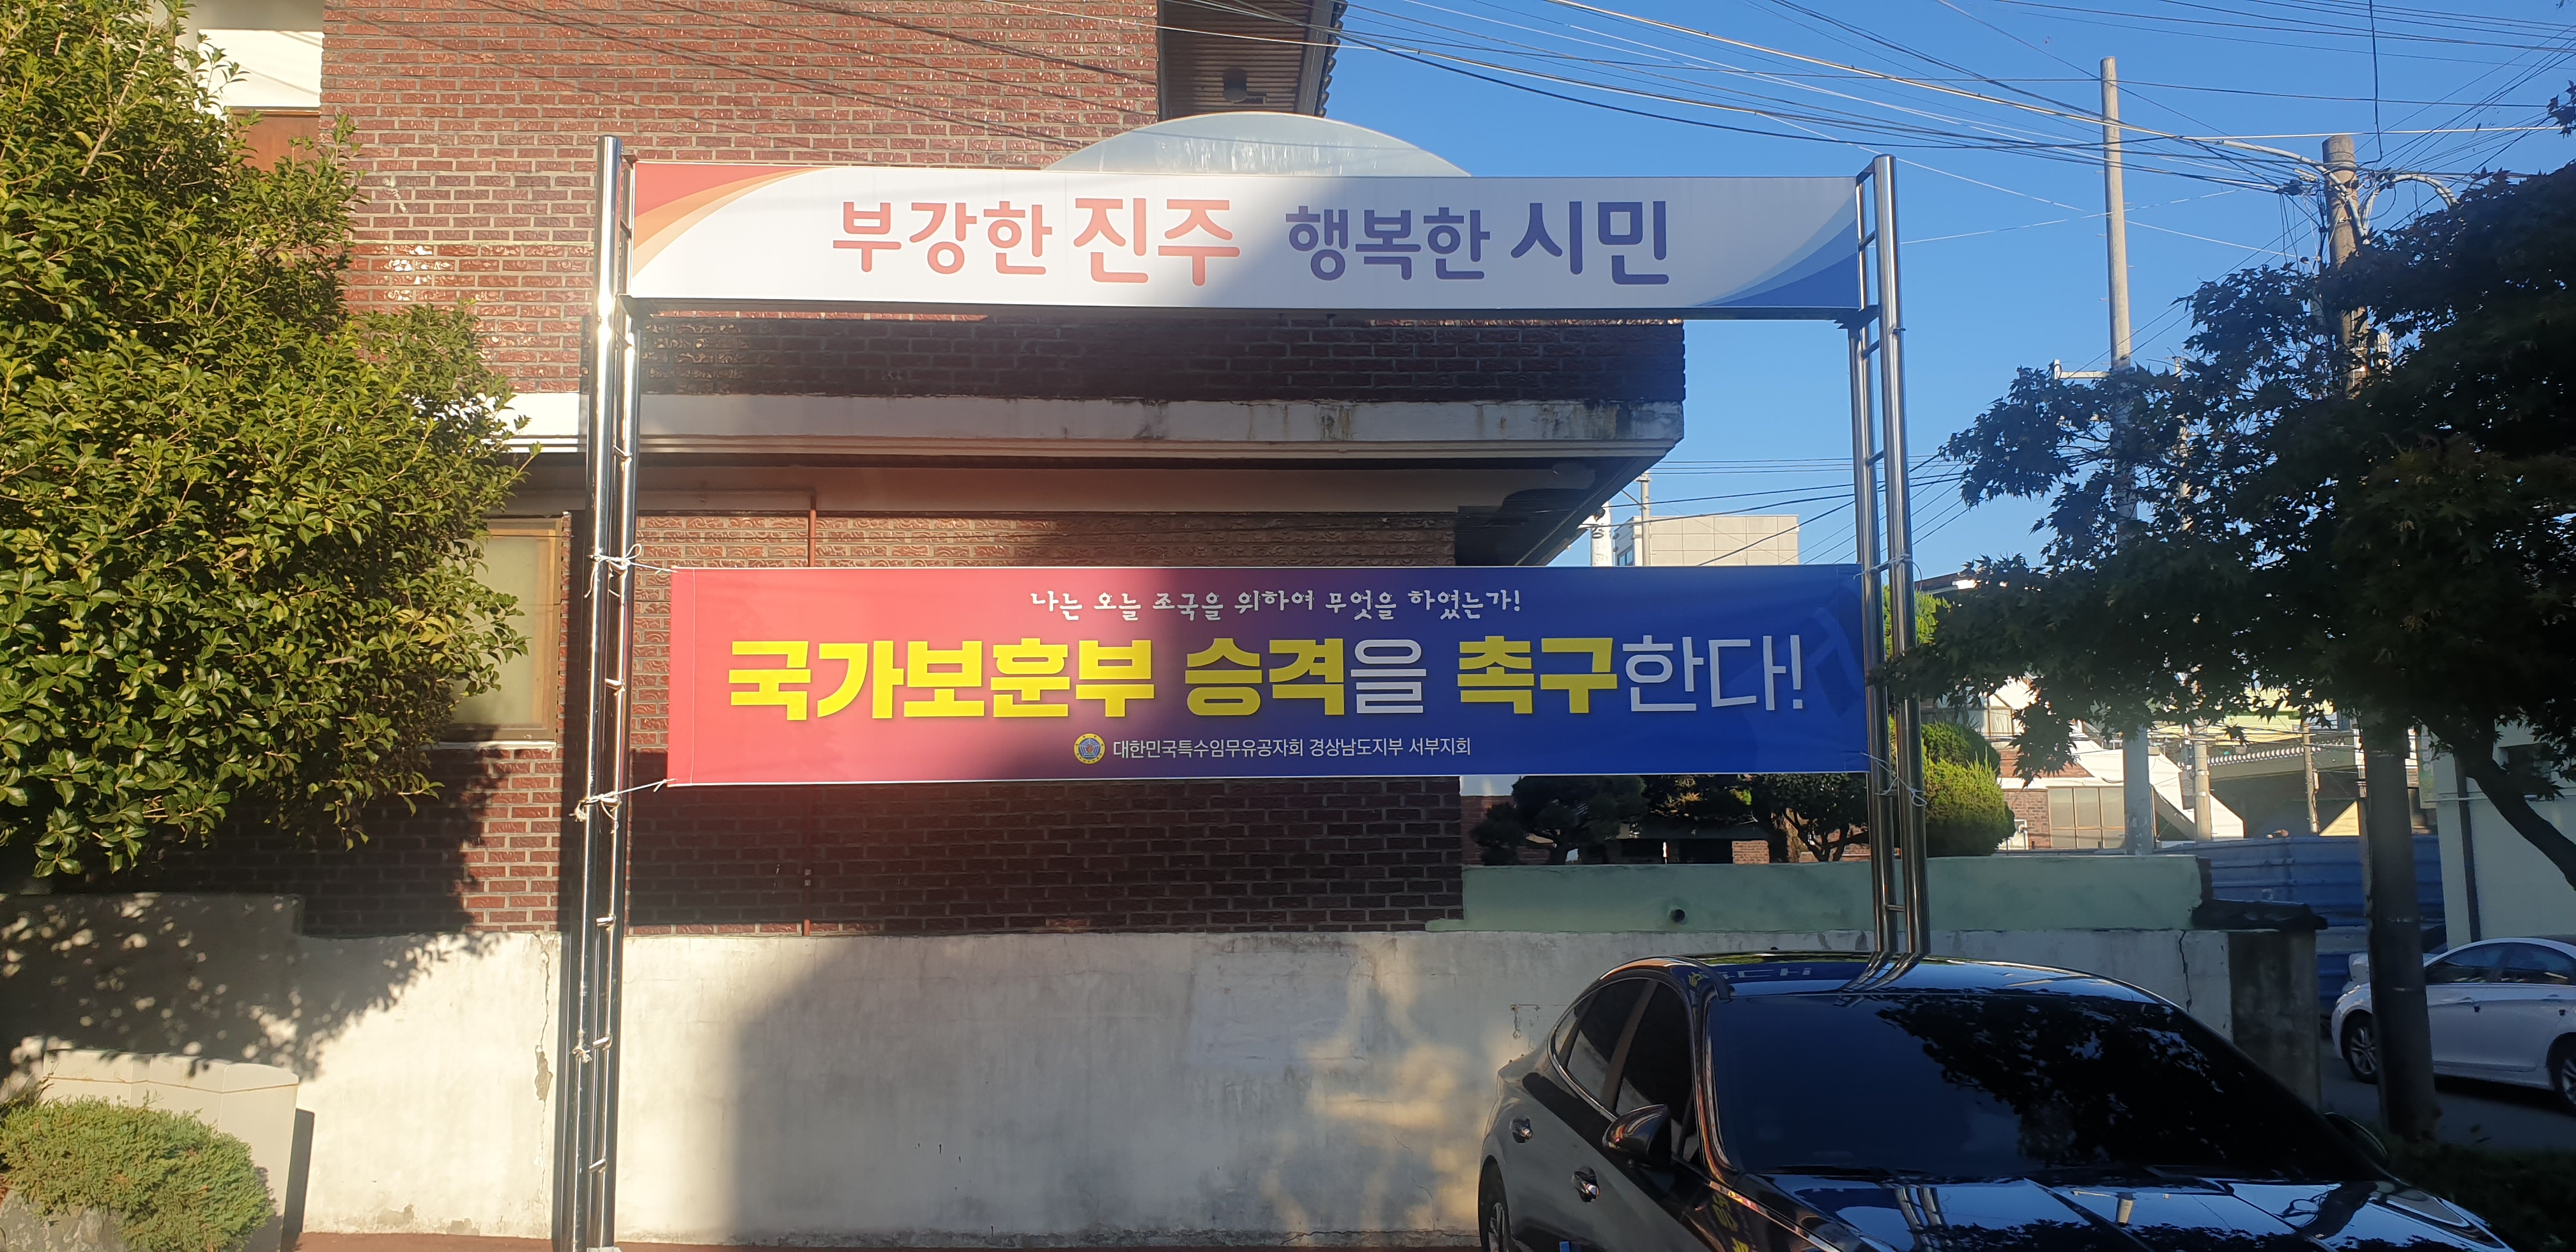 부강한 진주 행복한 시민
나는 오늘 조국을 위하여 무엇을 하였는가!
국가보훈부 승격을 촉구한다!
대한민국특수임무유공자회 경상남도지부 서부지회